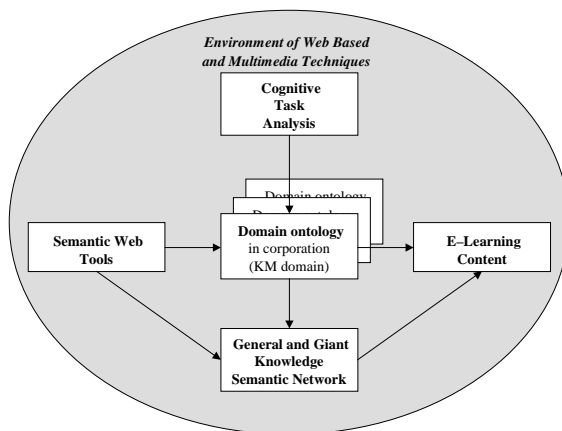 Environment of Web Based
and Multimedia Techniques
Cognitive
Task
Analysis
Domain ontology
Semantic Web
Tools
Domain ontology
in corporation
(KM domain)
E–Learning
Content
General and Giant
Knowledge
Semantic Network